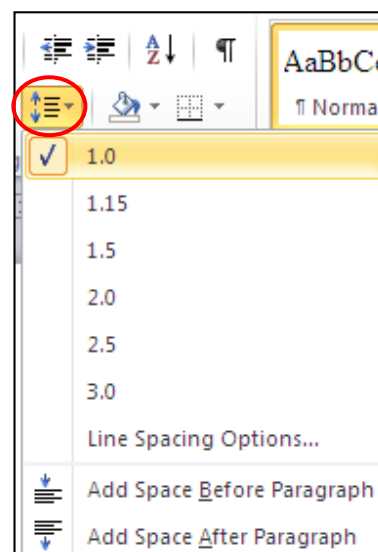 AaBbC
¶ Norma
1.0
1.15
1.5
2.0
2.5
3.0
Line Spacing Options...
Add Space Before Paragraph
Add Space After Paragraph